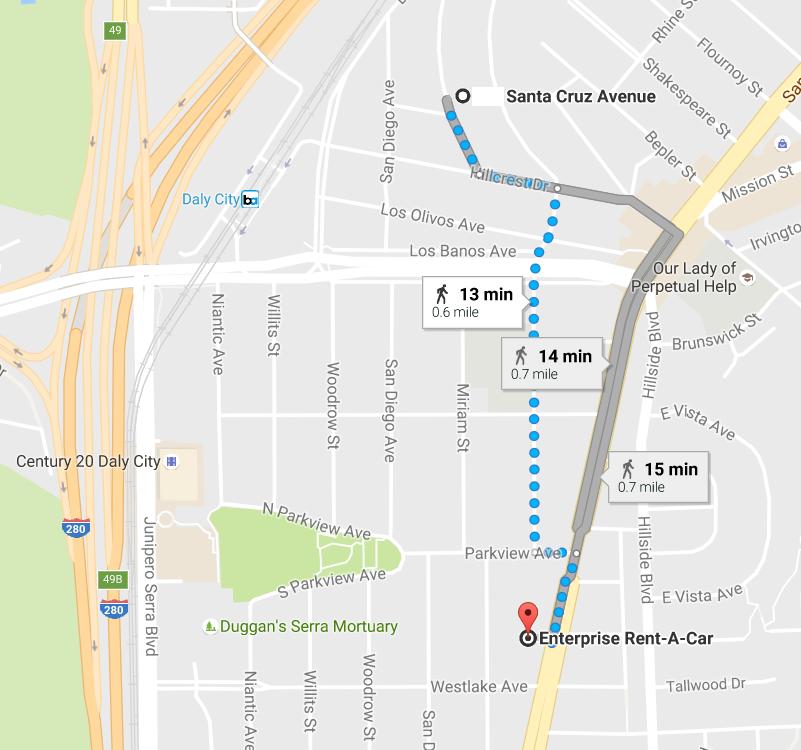 49
Rhine St
Flournoy St
Shakespeare St
Bepler St
San Diego Ave
Santa Cruz Avenue
Hillcrest Dr
Daly City
ba
Mission St
Los Olivos Ave
Los Banos Ave
Our Lady of
Perpetual Help
13 min
0.6 mile
14 min
0.7 mile
15 min
0.7 mile
Niantic Ave
Willits St
Woodrow St
San Diego Ave
Miriam St
Hillside Blvd
Brunswick St
E Vista Ave
Century 20 Daly City
280
49B
280
Junipero Serra Blvd
N Parkview Ave
S Parkview Ave
Parkview Ave
Hillside Blvd
E Vista Ave
Duggan's Serra Mortuary
Enterprise Rent-A-Car
Westlake Ave
Tallwood Dr
Niantic Ave
Willits St
Woodrow St
San D
Irvington
San